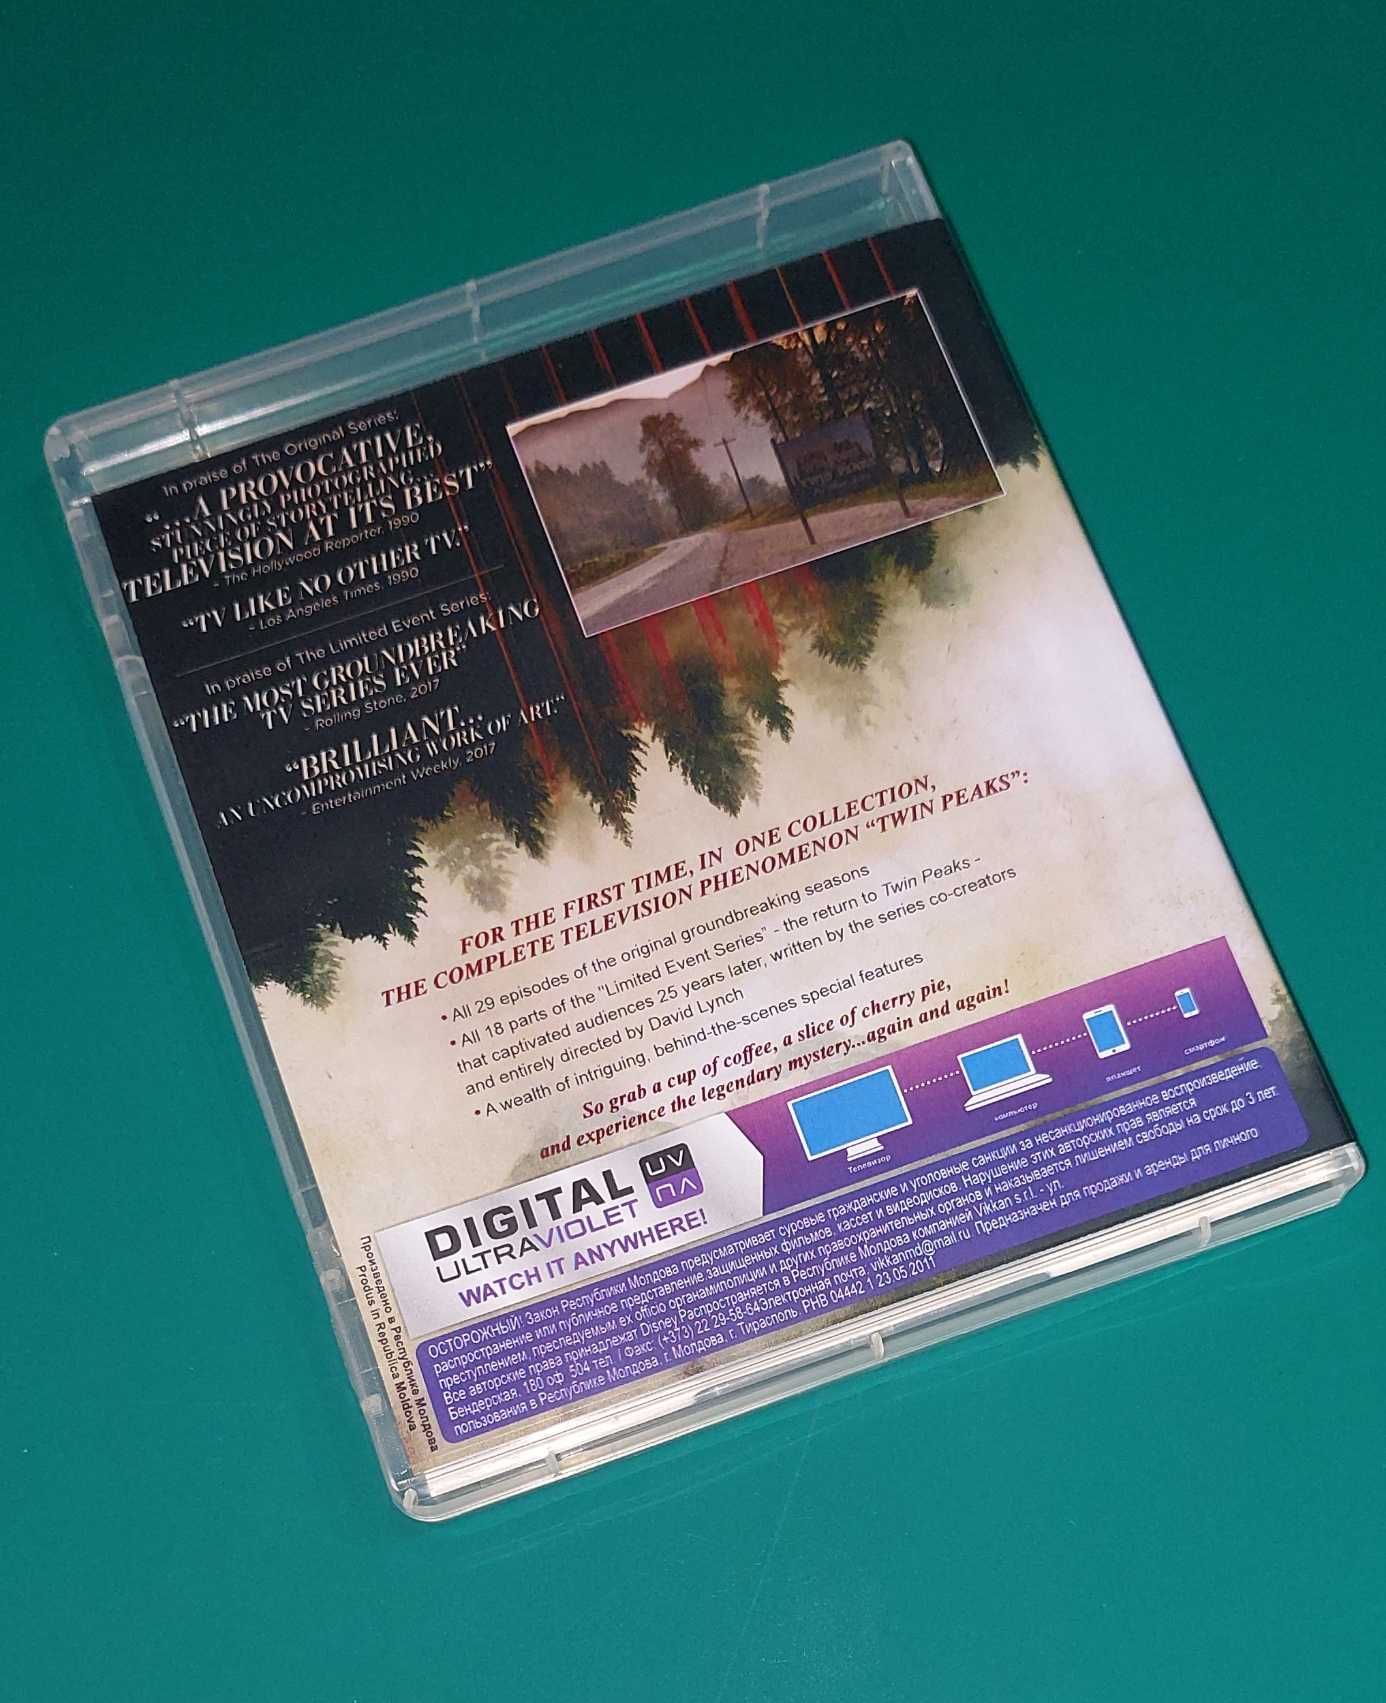 In praise of The Original Series:
“...A PROVOCATIVE,
STUNNINGLY PHOTOGRAPHED
PIECE OF STORYTELLING...
TELEVISION AT ITS BEST”
- The Hollywood Reporter, 1990
“TV LIKE NO OTHER TV.”
- Los Angeles Times, 1990
In praise of The Limited Event Series:
“THE MOST GROUNDBREAKING
TV SERIES EVER”
- Rolling Stone, 2017
“BRILLIANT...
AN UNCOMPROMISING WORK OF ART.”
- Entertainment Weekly, 2017
FOR THE FIRST TIME, IN ONE COLLECTION,
THE COMPLETE TELEVISION PHENOMENON “TWIN PEAKS”:
• All 29 episodes of the original groundbreaking seasons
• All 18 parts of the "Limited Event Series” - the return to Twin Peaks -
that captivated audiences 25 years later, written by the series co-creators
and entirely directed by David Lynch
• A wealth of intriguing, behind-the-scenes special features
So grab a cup of coffee, a slice of cherry pie,
and experience the legendary mystery...again and again!
DIGITAL
ULTRAVIOLET
UV
WATCH IT ANYWHERE!
Телевизор
компьютер
планшет
смартфон
ОСТОРОЖНЫЙ! Закон Республики Молдова предусматривает суровые гражданские и уголовные санкции за несанкционированное воспроизведение,
распространение или публичное представление защищенных фильмов, кассет и видеодисков. Нарушение этих авторских прав является
преступлением, преследуемым ex officio органамиполиции и других правоохранительных органов и наказывается лишением свободы на срок до 3 лет.
Все авторские права принадлежат Disney.Распространяется в Республике Молдова компанией Vikkan s.r.l. - ул.
Бендерская, 180 оф. 504 тел. / Факс: (+373) 22 29-58-64Электронная почта: vikkanmd@mail.ru Предназначен для продажи и аренды для личного
пользования в Республике Молдова, г. Молдова, г. Тирасполь, РНВ 04442 1 23.05 2011
Произведено в Республике Молдова
Produs in Republica Moldova